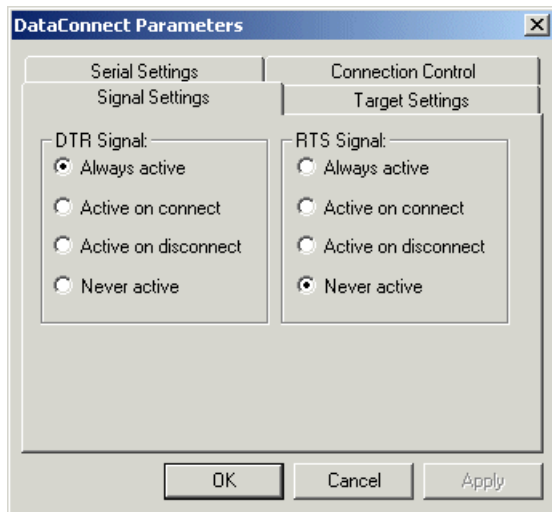 DataConnect Parameters
Serial Settings Connection Control
Signal Settings Target Settings
DTR Signal: RTS Signal:
Always active Always active
Active on connect Active on connect
Active on disconnect Active on disconnect
Never active Never active
OK Cancel Apply